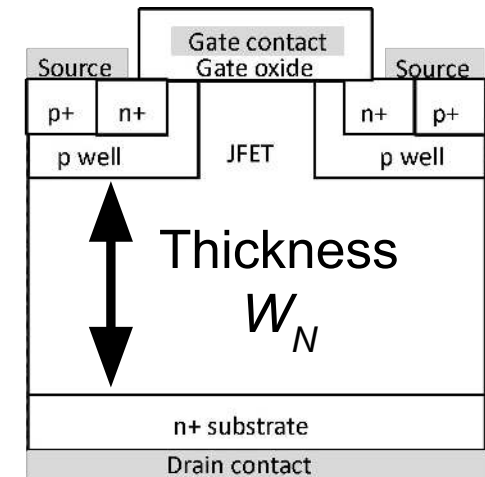 Gate contact
Source Gate oxide Source
p+ n+ n+ p+
p well JFET p well
Thickness
W_N
n+ substrate
Drain contact